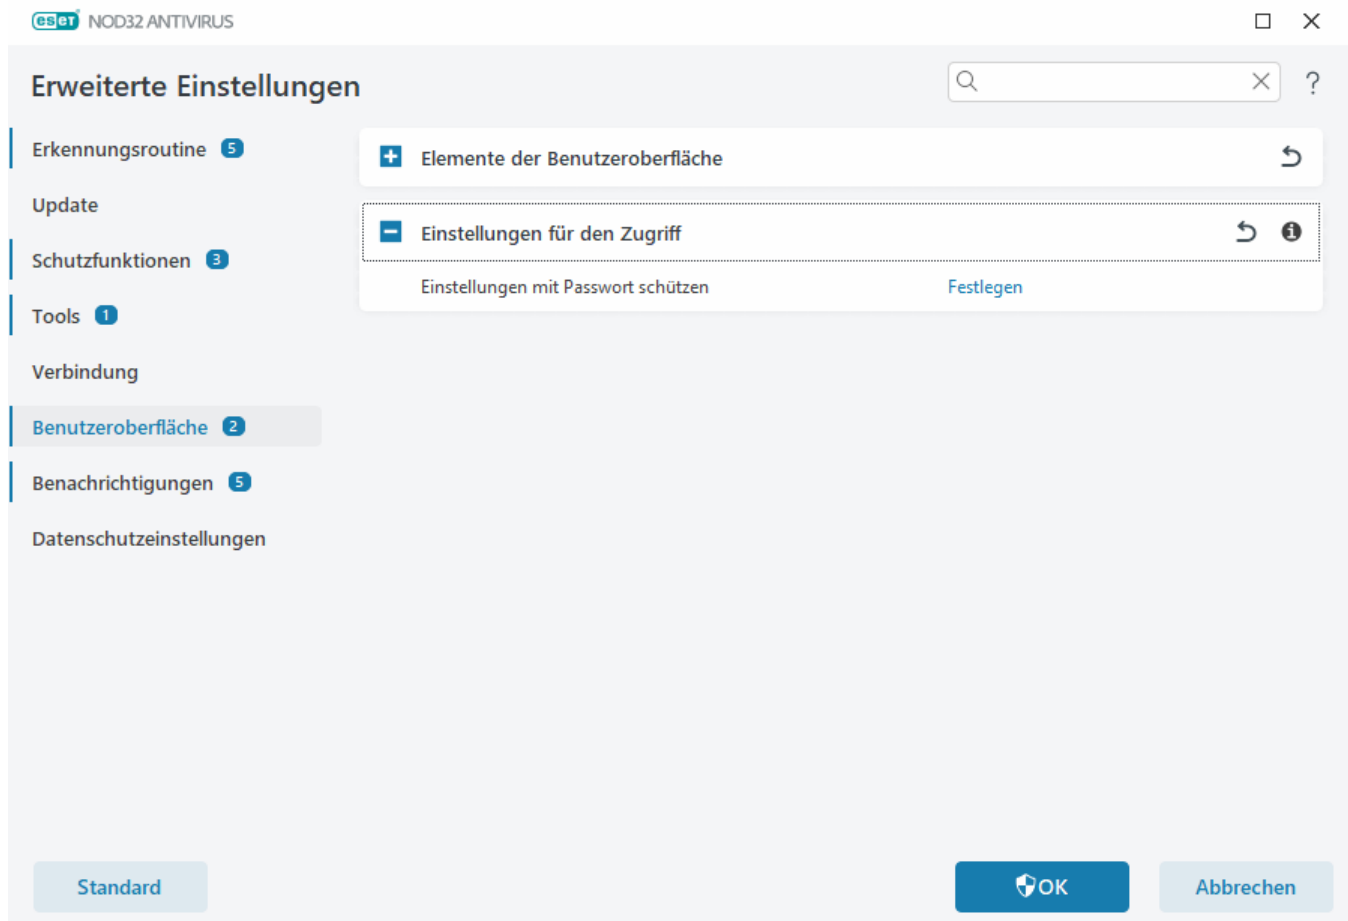 eset NOD32 ANTIVIRUS
Erweiterte Einstellungen
?
Erkennungsroutine 5
Update
Schutzfunktionen 3
Tools 1
Verbindung
Benutzeroberfläche 2
Benachrichtigungen 5
Datenschutzeinstellungen
Elemente der Benutzeroberfläche
Einstellungen für den Zugriff
Einstellungen mit Passwort schützen Festlegen
Standard
OK
Abbrechen